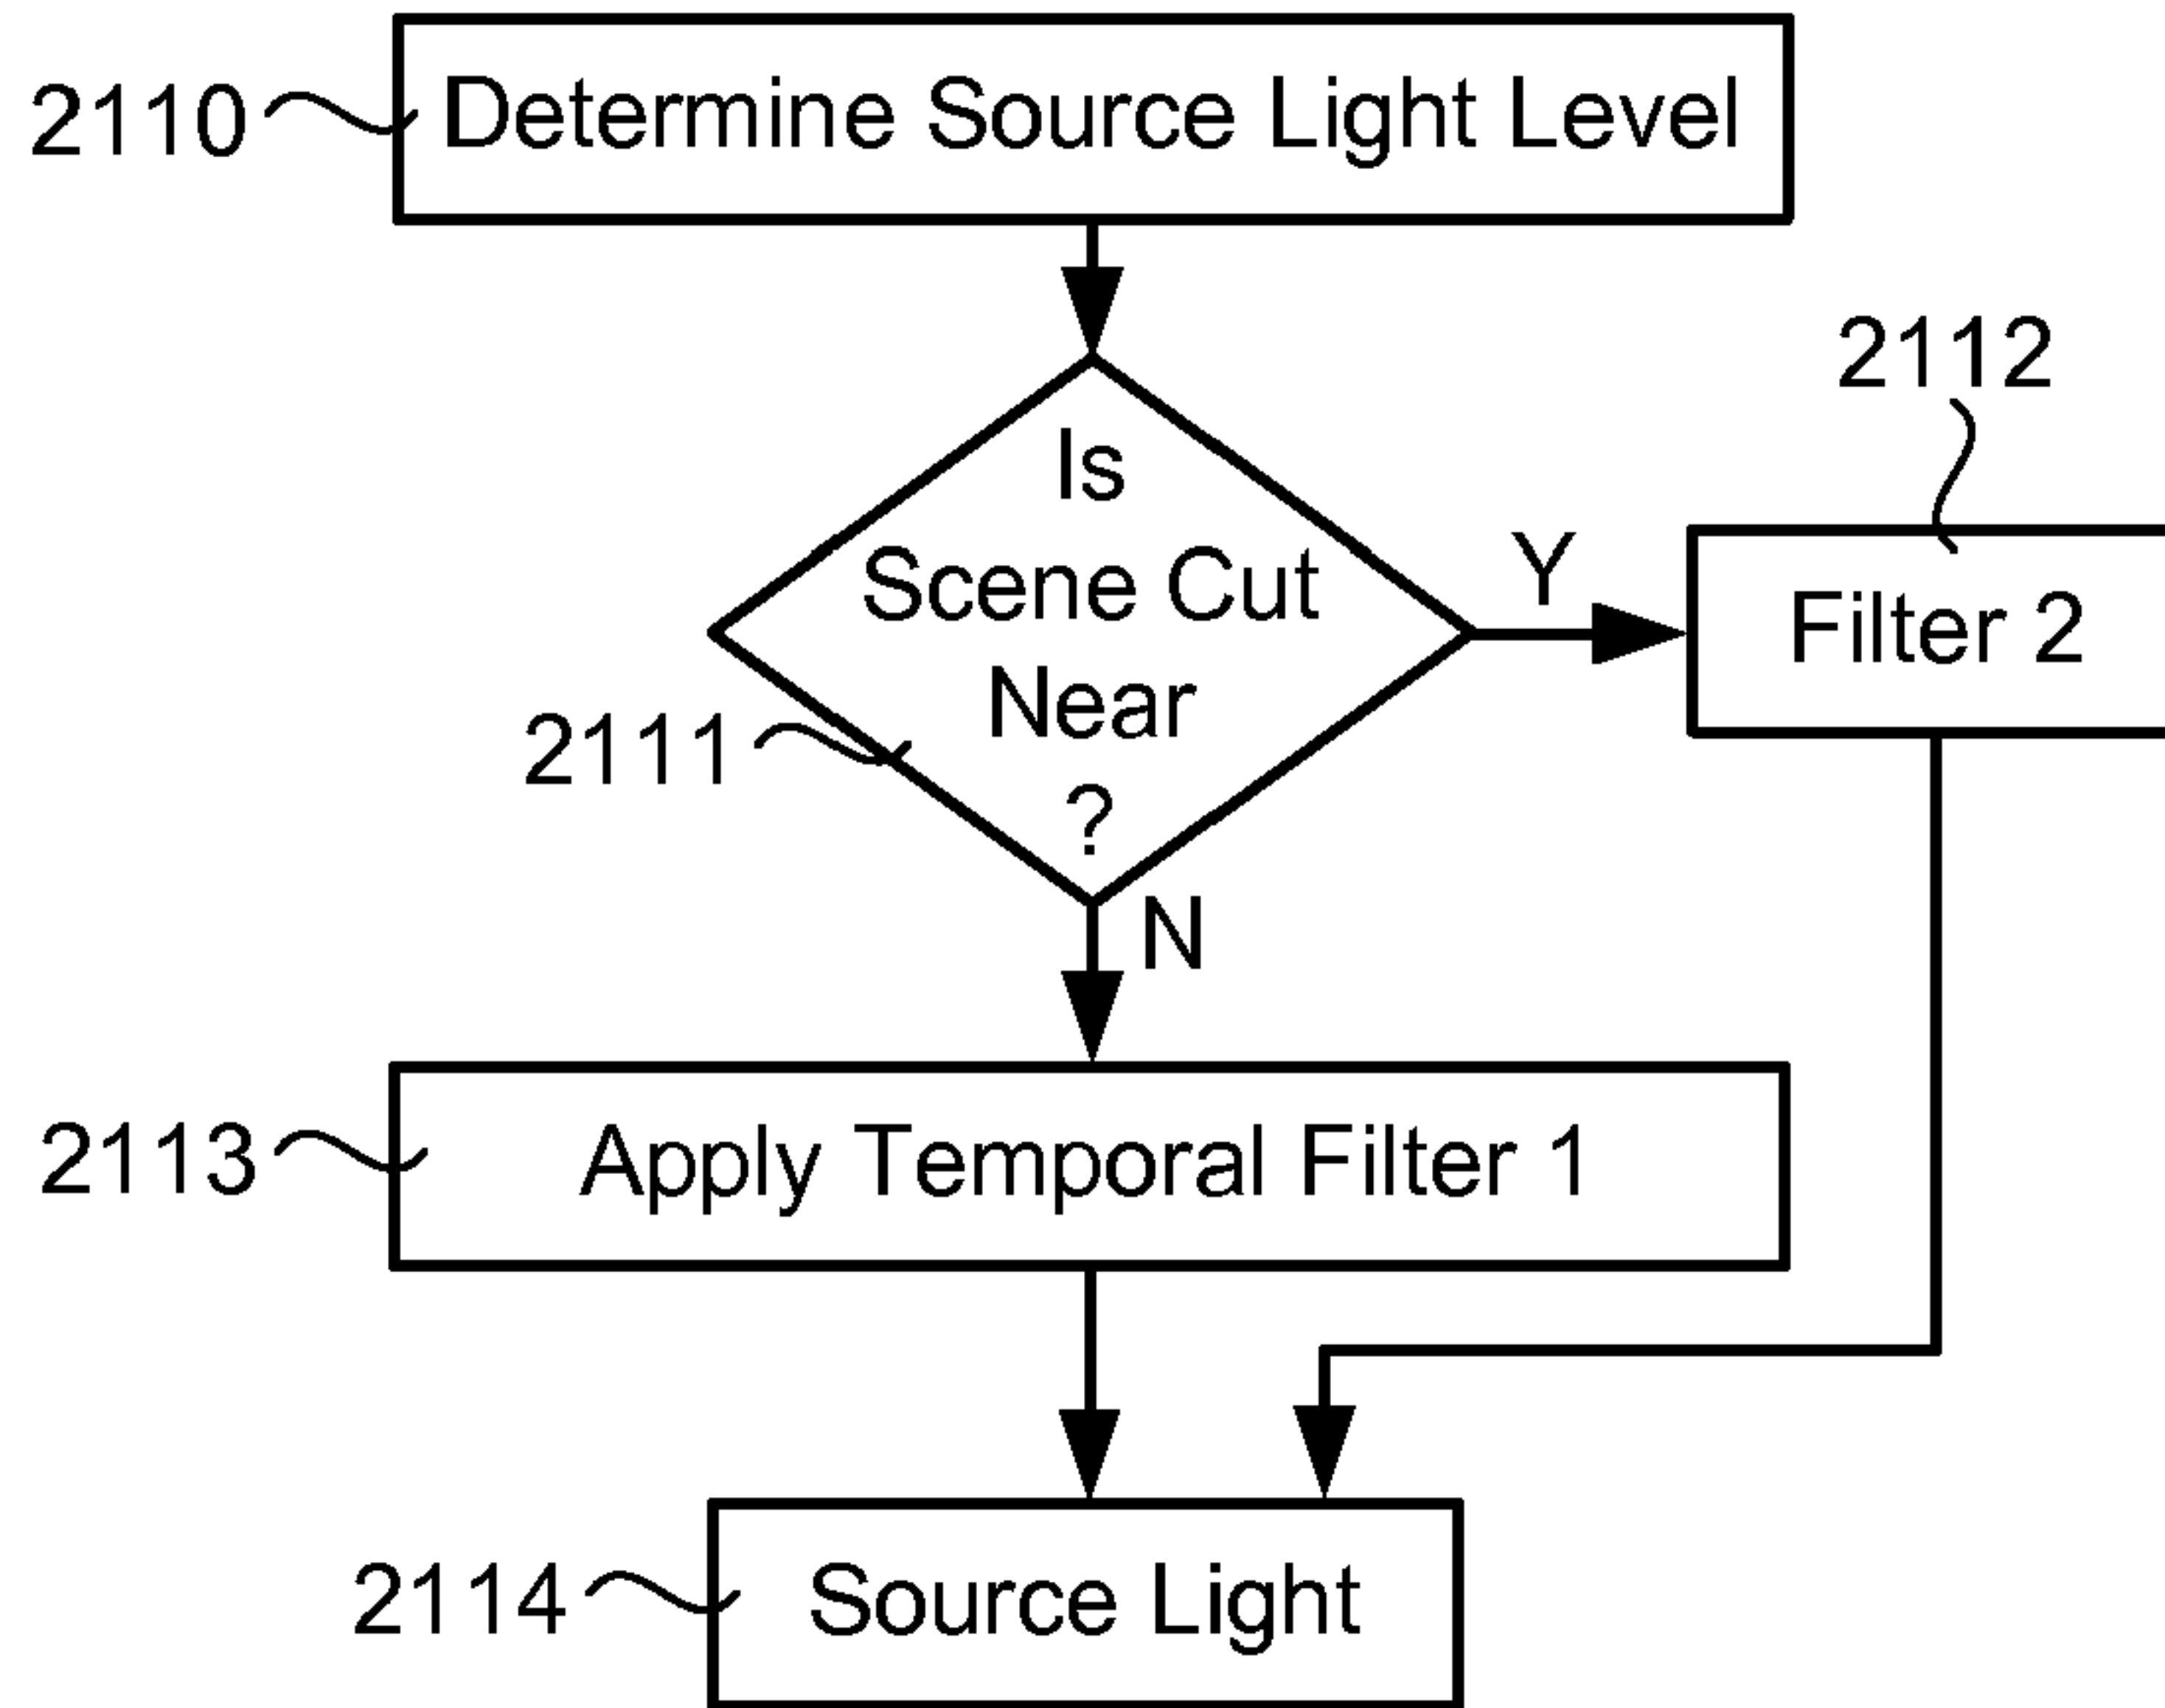 2110
Determine Source Light Level
2112
Is
Scene Cut
Near
?
Y
Filter 2
2111
N
2113
Apply Temporal Filter 1
2114
Source Light